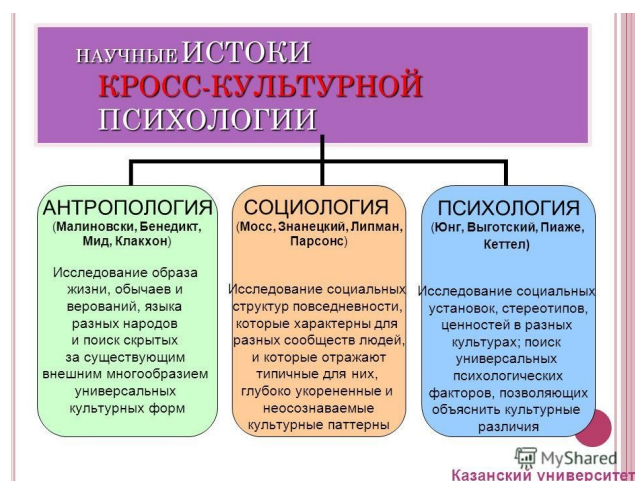 НАУЧНЫЕ ИСТОКИ
КРОСС-КУЛЬТУРНОЙ
ПСИХОЛОГИИ
АНТРОПОЛОГИЯ
(Малиновски, Бенедикт,
Мид, Клакхон)
Исследование образа
жизни, обычаев и
верований, языка
разных народов
и поиск скрытых
за существующим
внешним многообразием
универсальных
культурных форм
СОЦИОЛОГИЯ
(Мосс, Знанецкий, Липман,
Парсонс)
Исследование социальных
структур повседневности,
которые характерны для
разных сообществ людей,
и которые отражают
типичные для них,
глубоко укорененные и
неосознаваемые
культурные паттерны
ПСИХОЛОГИЯ
(Юнг, Выготский, Пиаже,
Кеттел)
Исследование социальных
установок, стереотипов,
ценностей в разных
культурах; поиск
универсальных
психологических
факторов, позволяющих
объяснить культурные
различия
MyShared
Казанский университет